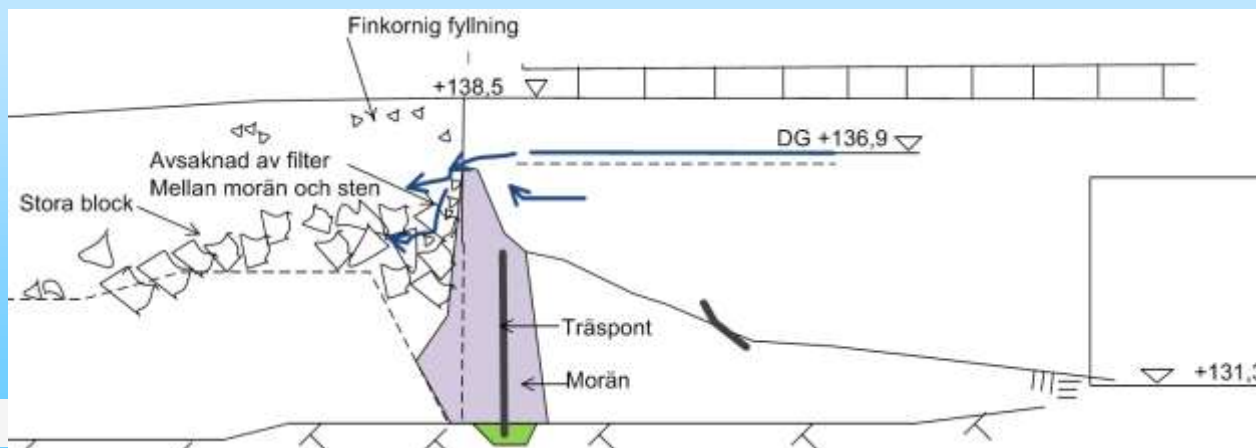 Finkornig fyllning
+138,5
DG +136,9
Avsaknad av filter
Mellan morän och sten
Stora block
Träspont
Morän
+131,3